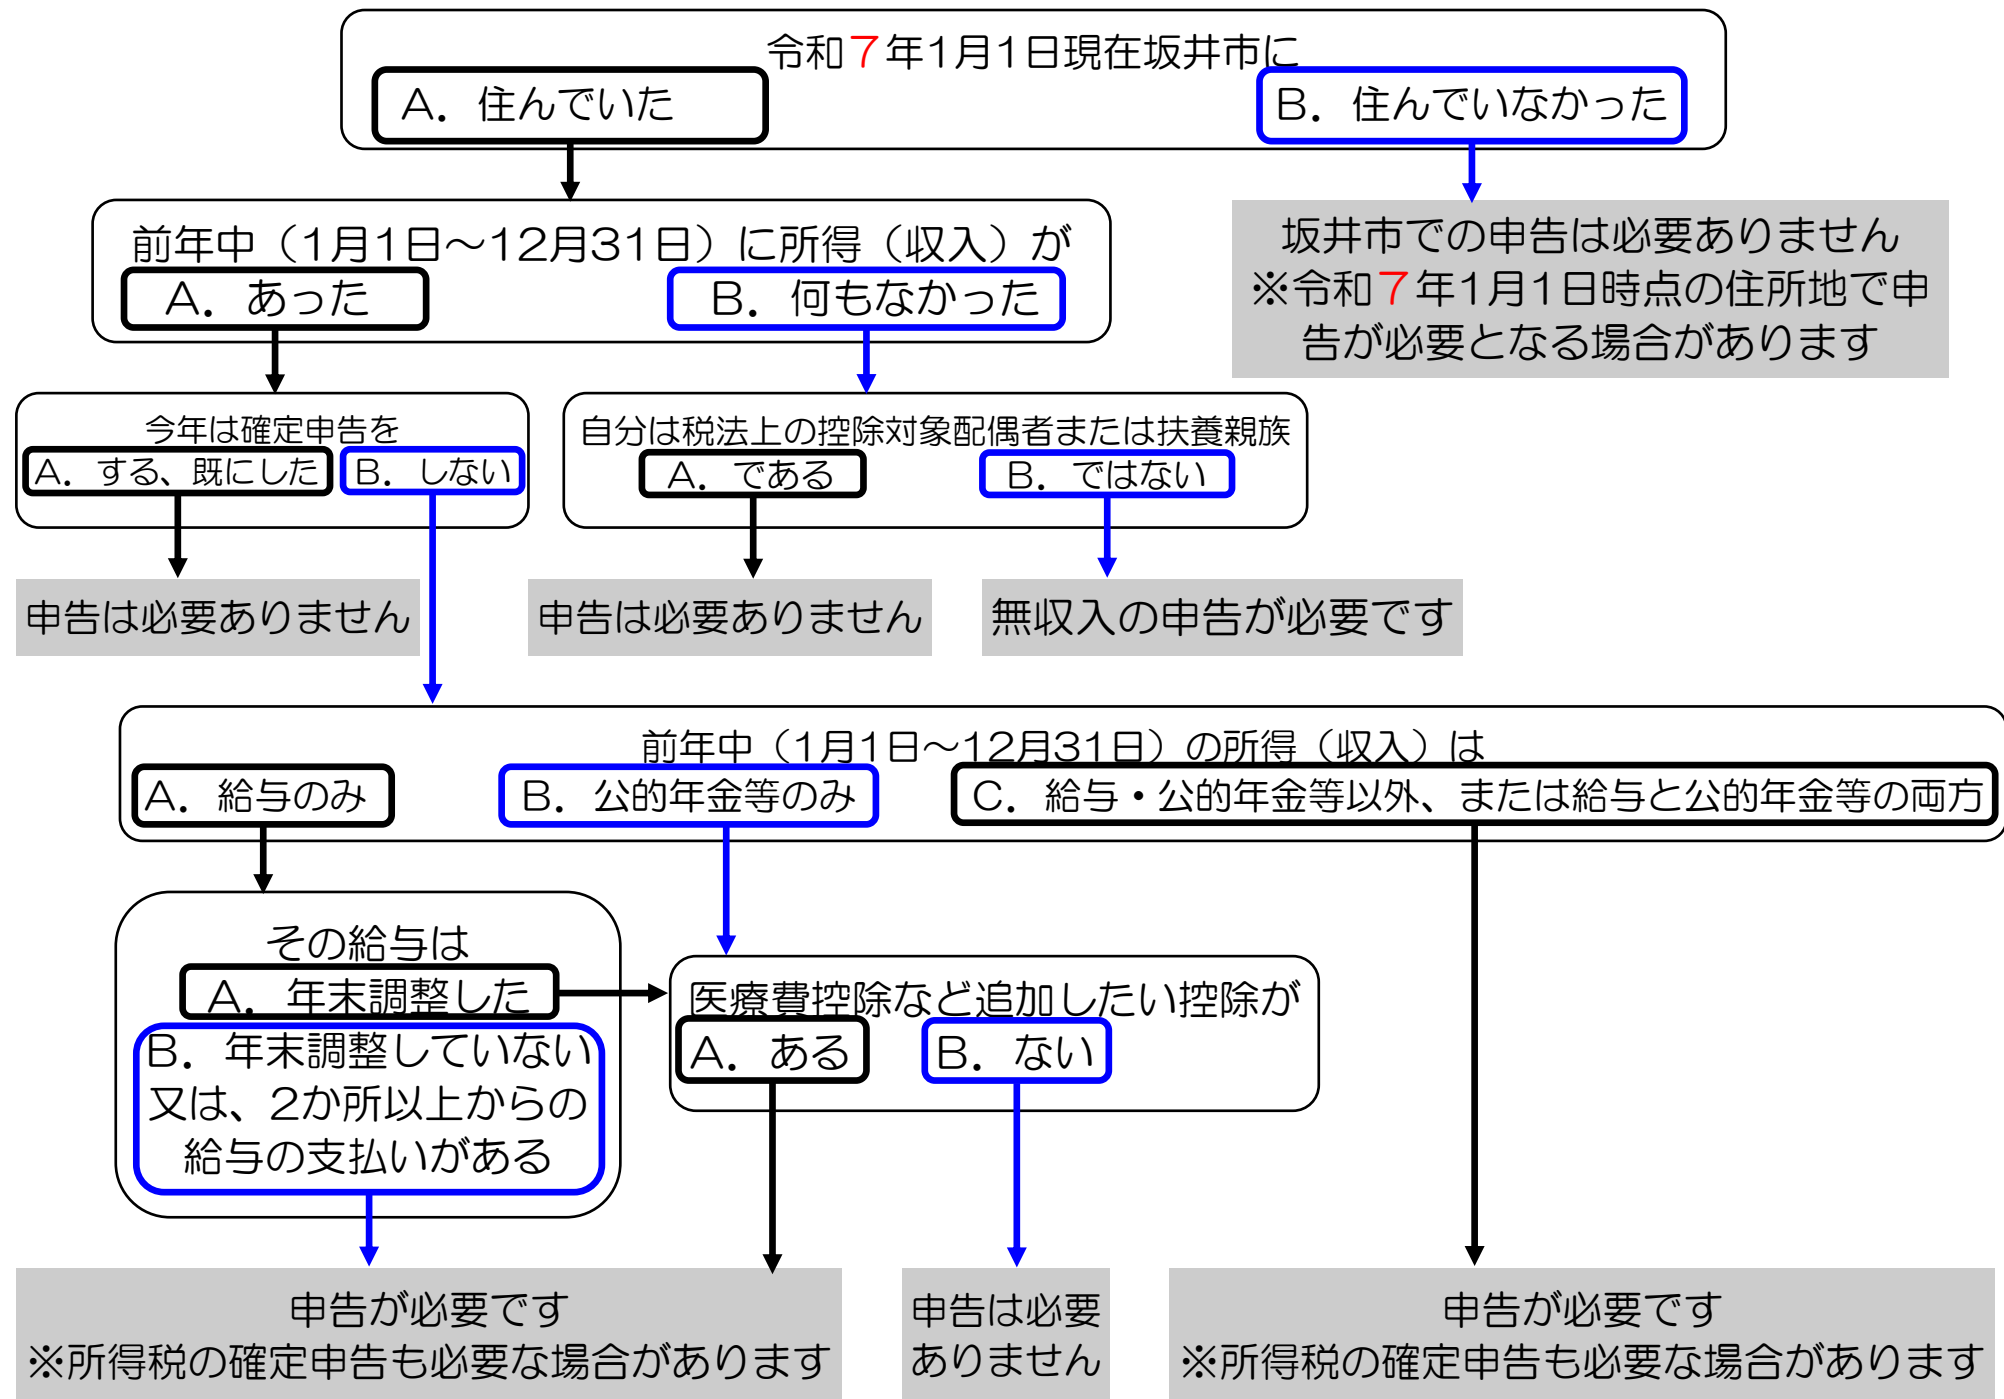 令和7年1月1日現在坂井市に
A．住んでいた
B．住んでいなかった
前年中（1月1日～12月31日）に所得（収入）が
A．あった
B．何もなかった
坂井市での申告は必要ありません
※令和7年1月1日時点の住所地で申
告が必要となる場合があります
今年は確定申告を
A．する、既にした
B．しない
自分は税法上の控除対象配偶者または扶養親族
A．である
B．ではない
申告は必要ありません
申告は必要ありません
無収入の申告が必要です
前年中（1月1日～12月31日）の所得（収入）は
A．給与のみ
B．公的年金等のみ
C．給与・公的年金等以外、または給与と公的年金等の両方
その給与は
A．年末調整した
B．年末調整していない
又は、2か所以上からの
給与の支払いがある
医療費控除など追加したい控除が
A．ある
B．ない
申告が必要です
※所得税の確定申告も必要な場合があります
申告は必要
ありません
申告が必要です
※所得税の確定申告も必要な場合があります